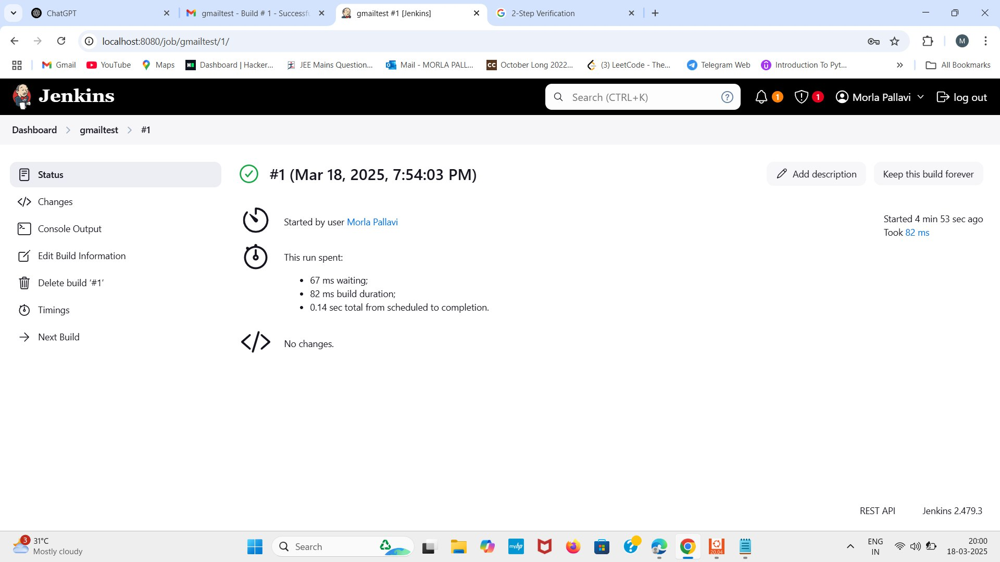 ChatGPT
gmailtest - Build # 1 - Successf
gmailtest #1 [Jenkins]
2-Step Verification
localhost:8080/job/gmailtest/1/
M
Gmail
YouTube
Maps
Dashboard | Hacker...
JEE Mains Question...
Mail - MORLA PALL...
CC
October Long 2022...
(3) LeetCode - The...
Telegram Web
Introduction To Pyt...
All Bookmarks
Jenkins
Search (CTRL+K)
1
1
Morla Pallavi
log out
Dashboard
gmailtest
#1
Status
Changes
Console Output
Edit Build Information
Delete build ‘#1’
Timings
Next Build
#1 (Mar 18, 2025, 7:54:03 PM)
Add description
Keep this build forever
Started by user Morla Pallavi
Started 4 min 53 sec ago
Took 82 ms
This run spent:
67 ms waiting;
82 ms build duration;
0.14 sec total from scheduled to completion.
No changes.
REST API
Jenkins 2.479.3
3
31°C
Mostly cloudy
Search
myhp
20.04
ENG
IN
20:00
18-03-2025